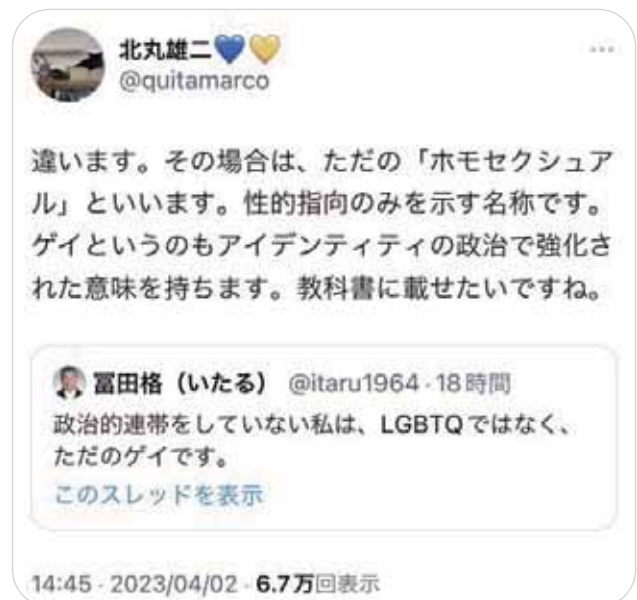 北丸雄二💙💛
@quitamarco
違います。その場合は、ただの「ホモセクシュア
ル」といいます。性的指向のみを示す名称です。
ゲイというのもアイデンティティの政治で強化さ
れた意味を持ちます。教科書に載せたいですね。
冨田格（いたる） @itaru1964 · 18時間
政治的連帯をしていない私は、LGBTQではなく、
ただのゲイです。
このスレッドを表示
14:45 · 2023/04/02 · 6.7万回表示